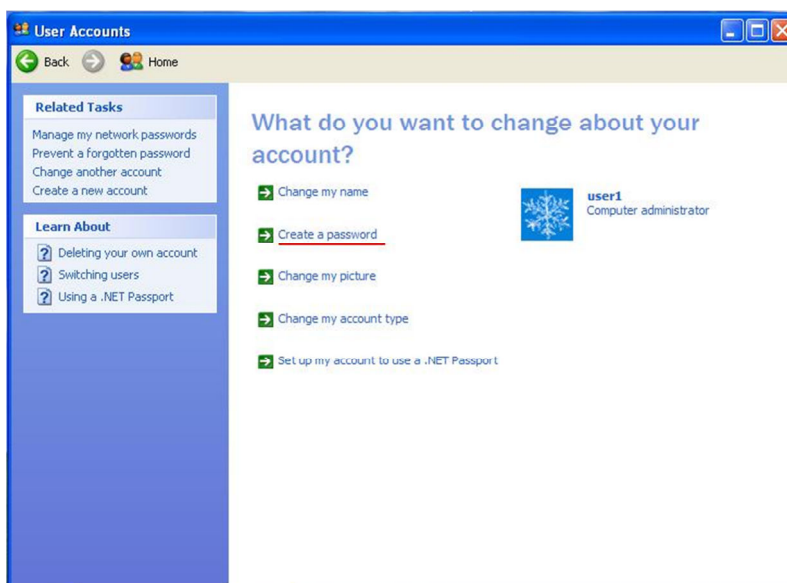 User Accounts
Back Home
Related Tasks
Manage my network passwords
Prevent a forgotten password
Change another account
Create a new account
Learn About
? Deleting your own account
? Switching users
? Using a .NET Passport
What do you want to change about your
account?
Change my name
Create a password
Change my picture
Change my account type
Set up my account to use a .NET Passport
user1
Computer administrator